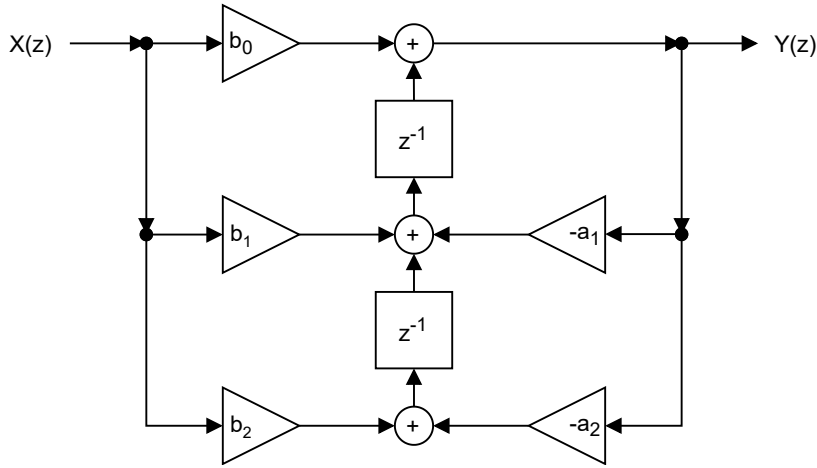 X(z) b₀ + Y(z)
z⁻¹
b₁ + -a₁
z⁻¹
b₂ + -a₂